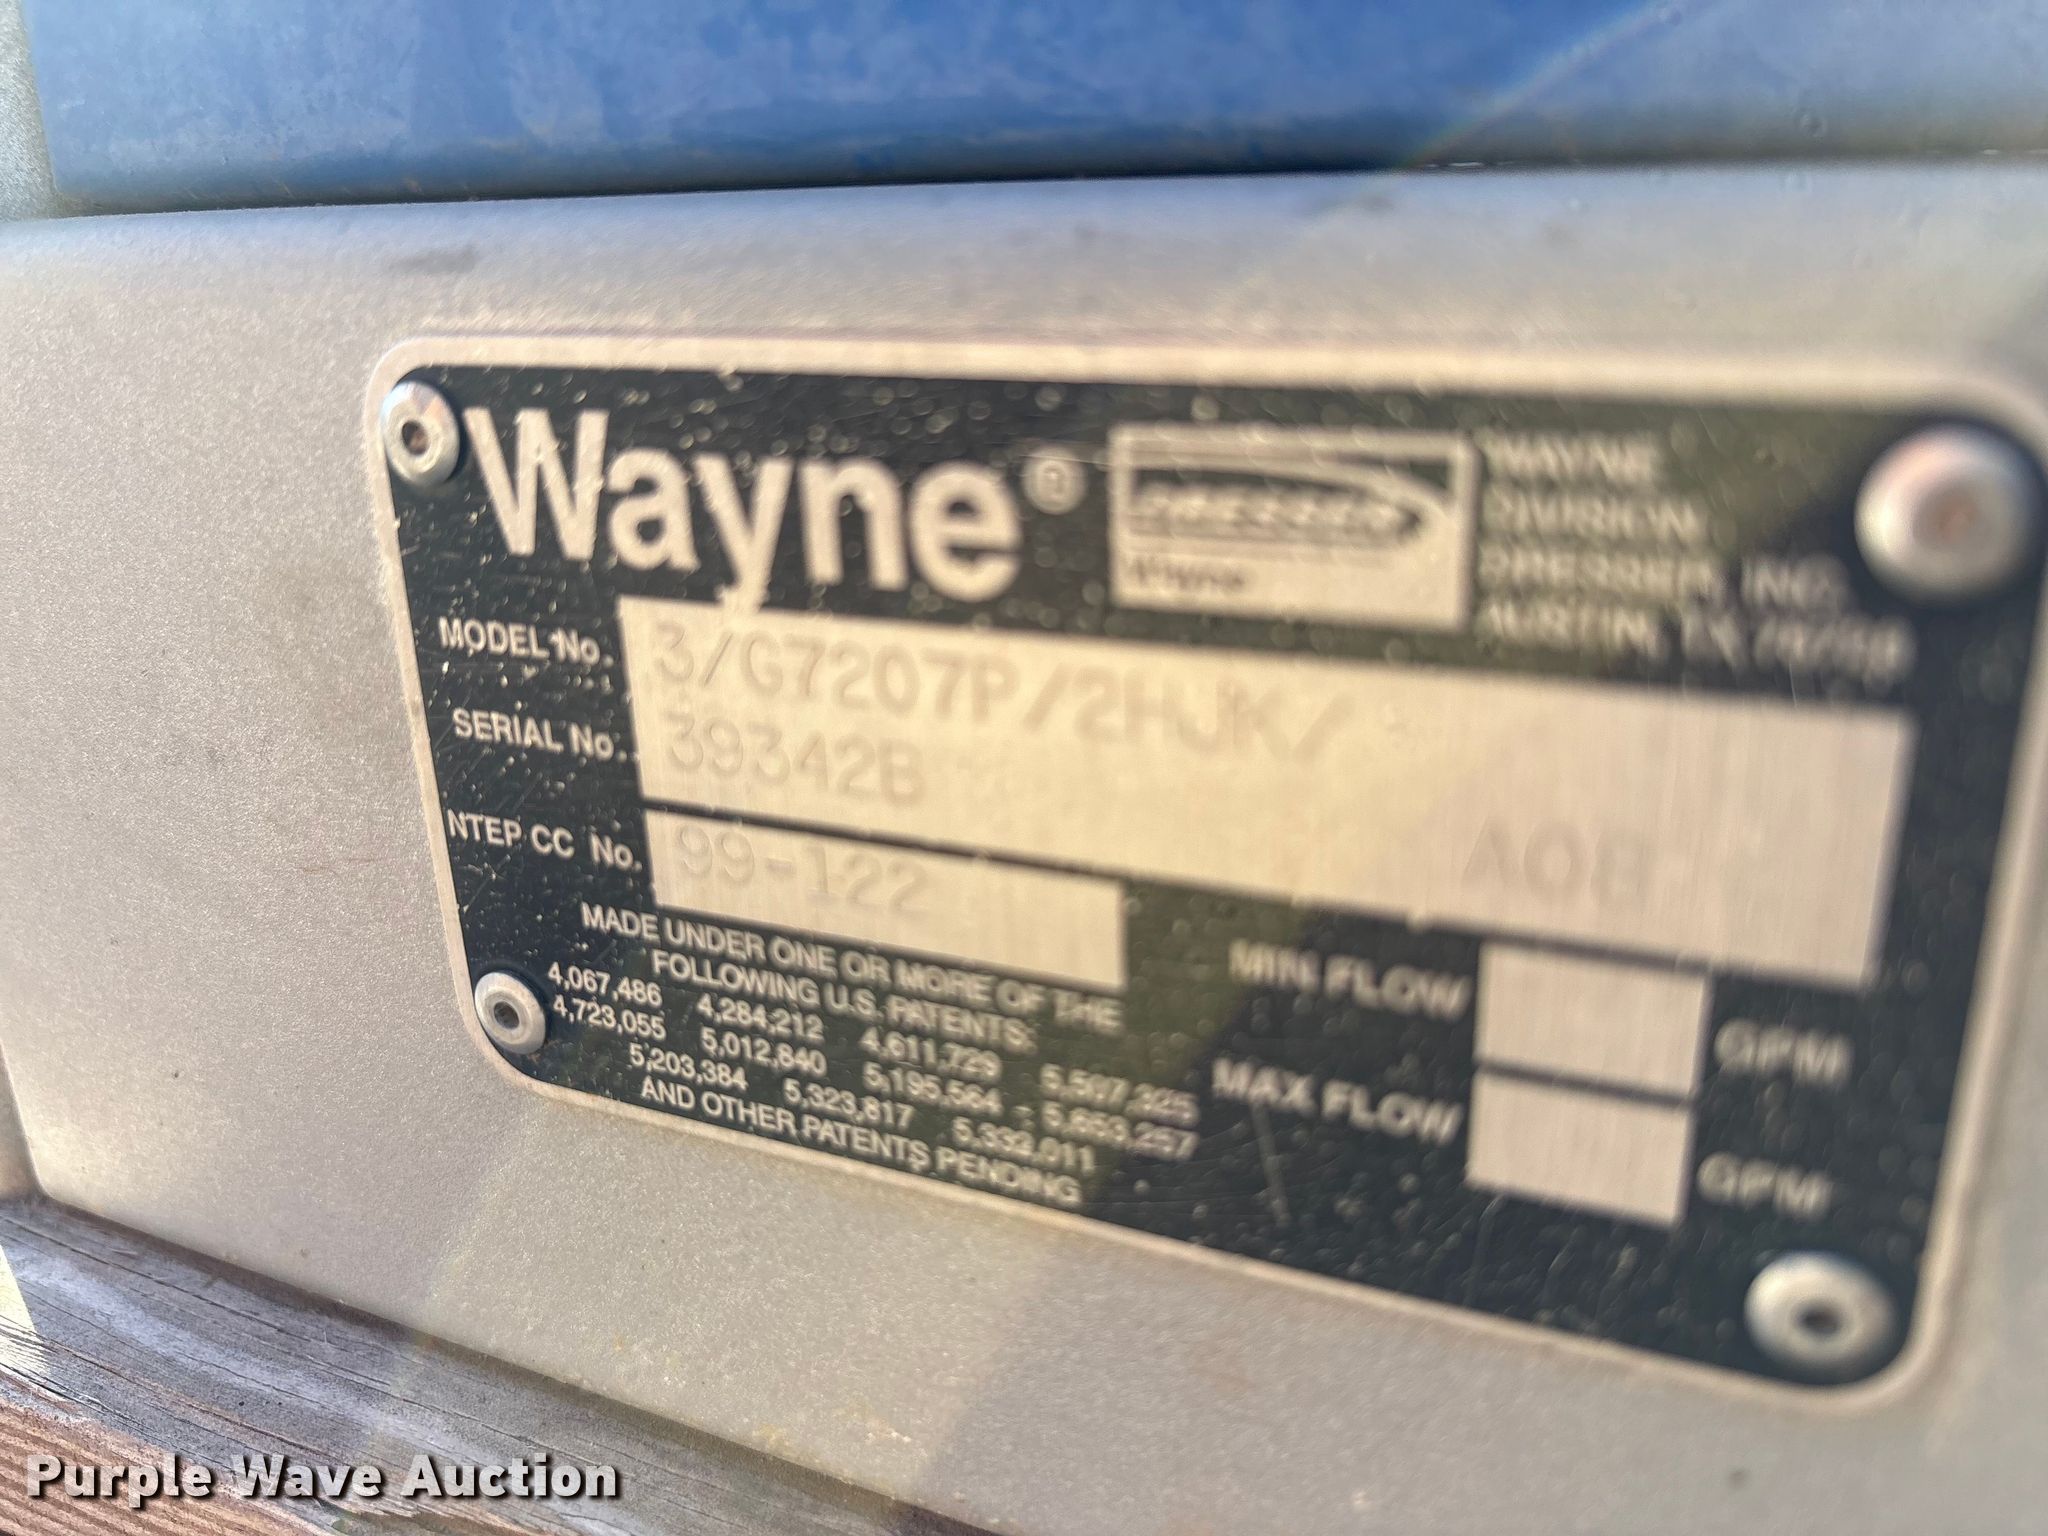 Wayne®
DRESSER
Wayne
WAYNE
DIVISION,
DRESSER, INC.
AUSTIN, TX
MODEL No. 3/G7207P/2HJK/
SERIAL No. 39342B
NTEP CC No. 99-122
MADE UNDER ONE OR MORE OF THE
FOLLOWING U.S. PATENTS:
4,067,486 4,284,212 4,611,729 5,507,325
4,723,055 5,012,840 5,195,564 5,653,257
5,203,384 5,323,817 5,332,011
AND OTHER PATENTS PENDING
MIN FLOW GPM
MAX FLOW GPM
Purple Wave Auction